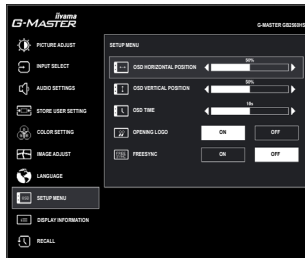 iiyama
G-MASTER
G-MASTER GB2560HS
PICTURE ADJUST
INPUT SELECT
AUDIO SETTINGS
STORE USER SETTING
COLOR SETTING
IMAGE ADJUST
LANGUAGE
SETUP MENU
DISPLAY INFORMATION
RECALL
SETUP MENU
OSD HORIZONTAL POSITION
50%
OSD VERTICAL POSITION
50%
OSD TIME
10s
OPENING LOGO
ON
OFF
FREESYNC
ON
OFF